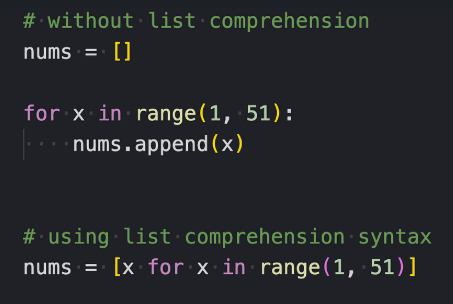 # without list comprehension
nums = []
for x in range(1, 51):
    nums.append(x)
# using list comprehension syntax
nums = [x for x in range(1, 51)]